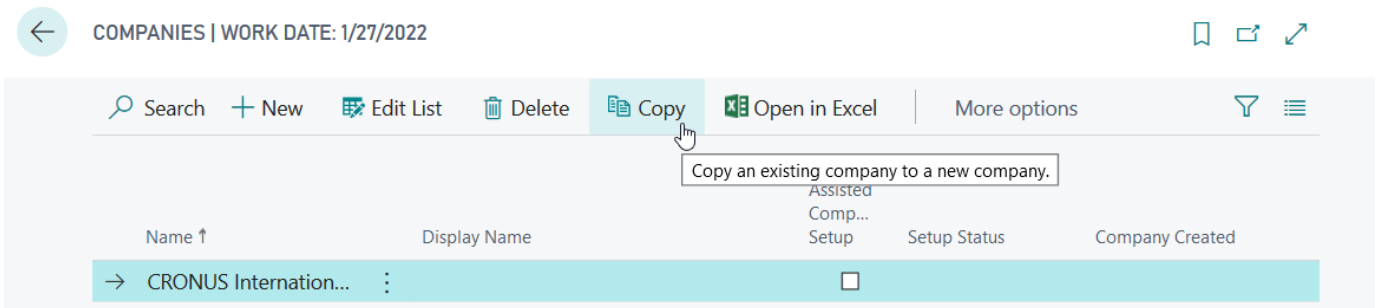 COMPANIES | WORK DATE: 1/27/2022
Search New Edit List Delete Copy Open in Excel More options
Copy an existing company to a new company.
Assisted
Comp...
Name ↑ Display Name Setup Setup Status Company Created
→ CRONUS Internation... ⋮